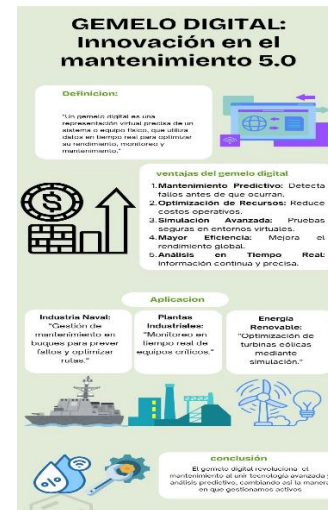 GEMELO DIGITAL:
Innovación en el
mantenimiento 5.0
Definicion:
"Un gemelo digital es una
representación virtual precisa de un
sistema o equipo físico, que utiliza
datos en tiempo real para optimizar
su rendimiento, monitoreo y
mantenimiento."
ventajas del gemelo digital
1. Mantenimiento Predictivo: Detecta
fallos antes de que ocurran.
2. Optimización de Recursos: Reduce
costos operativos.
3. Simulación Avanzada: Pruebas
seguras en entornos virtuales.
4. Mayor Eficiencia: Mejora el
rendimiento global.
5. Análisis en Tiempo Real:
Información continua y precisa.
Aplicacion
Industria Naval:
"Gestión de
mantenimiento en
buques para prever
fallos y optimizar
rutas."
Plantas
Industriales:
"Monitoreo en
tiempo real de
equipos críticos."
Energía
Renovable:
"Optimización de
turbinas eólicas
mediante
simulación."
conclusión
El gemelo digital revoluciona el
mantenimiento al unir tecnología avanzada y
análisis predictivo, cambiando así la manera
en que gestionamos activos